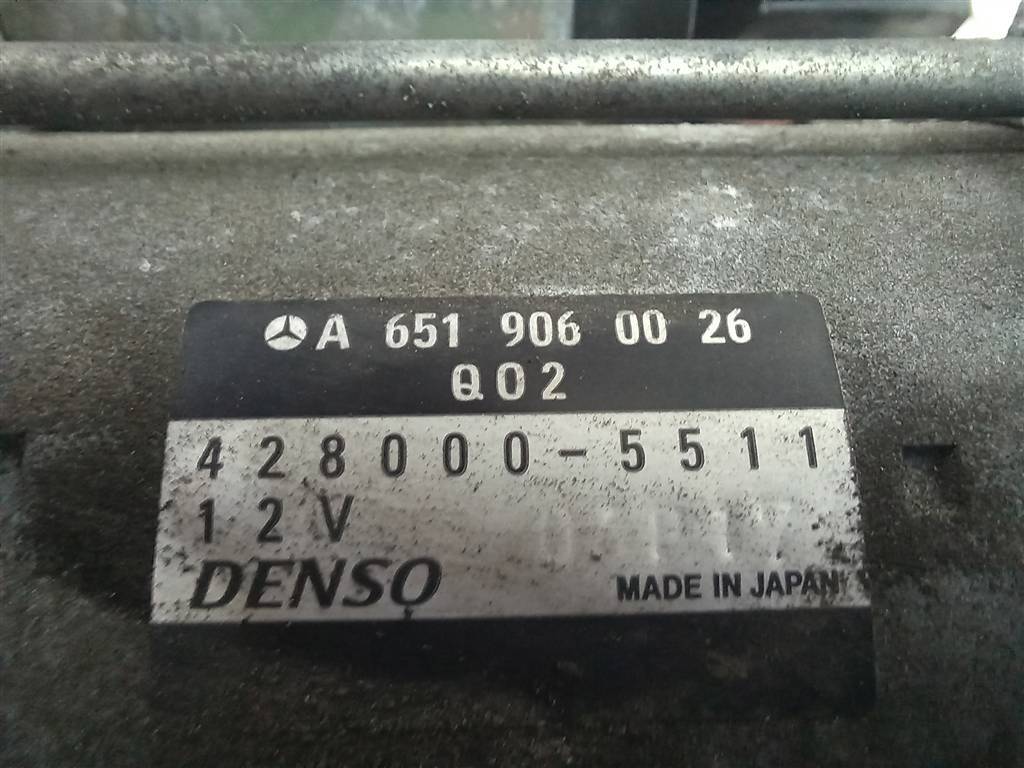 A 651 906 00 26
Q02
428000-5511
12V
DENSO
MADE IN JAPAN